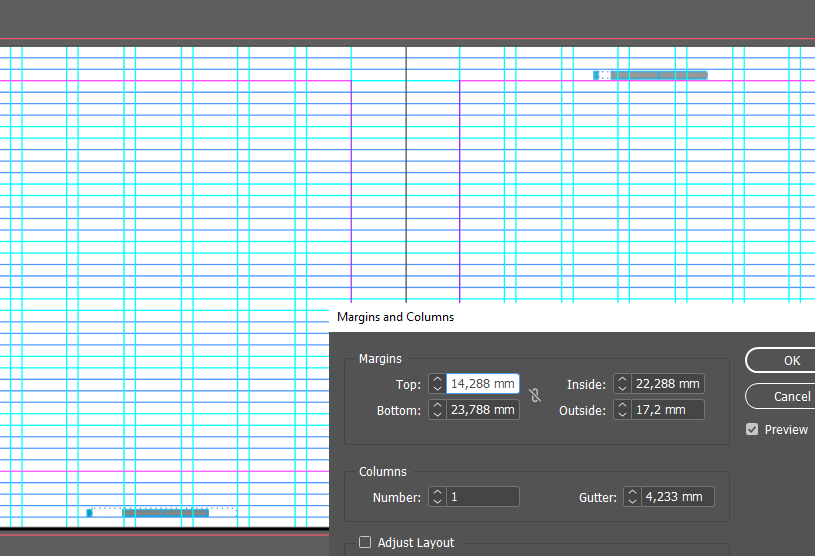 Margins and Columns
Margins
Top: 14,288 mm Inside: 22,288 mm
Bottom: 23,788 mm Outside: 17,2 mm
OK
Cancel
Preview
Columns
Number: 1 Gutter: 4,233 mm
Adjust Layout